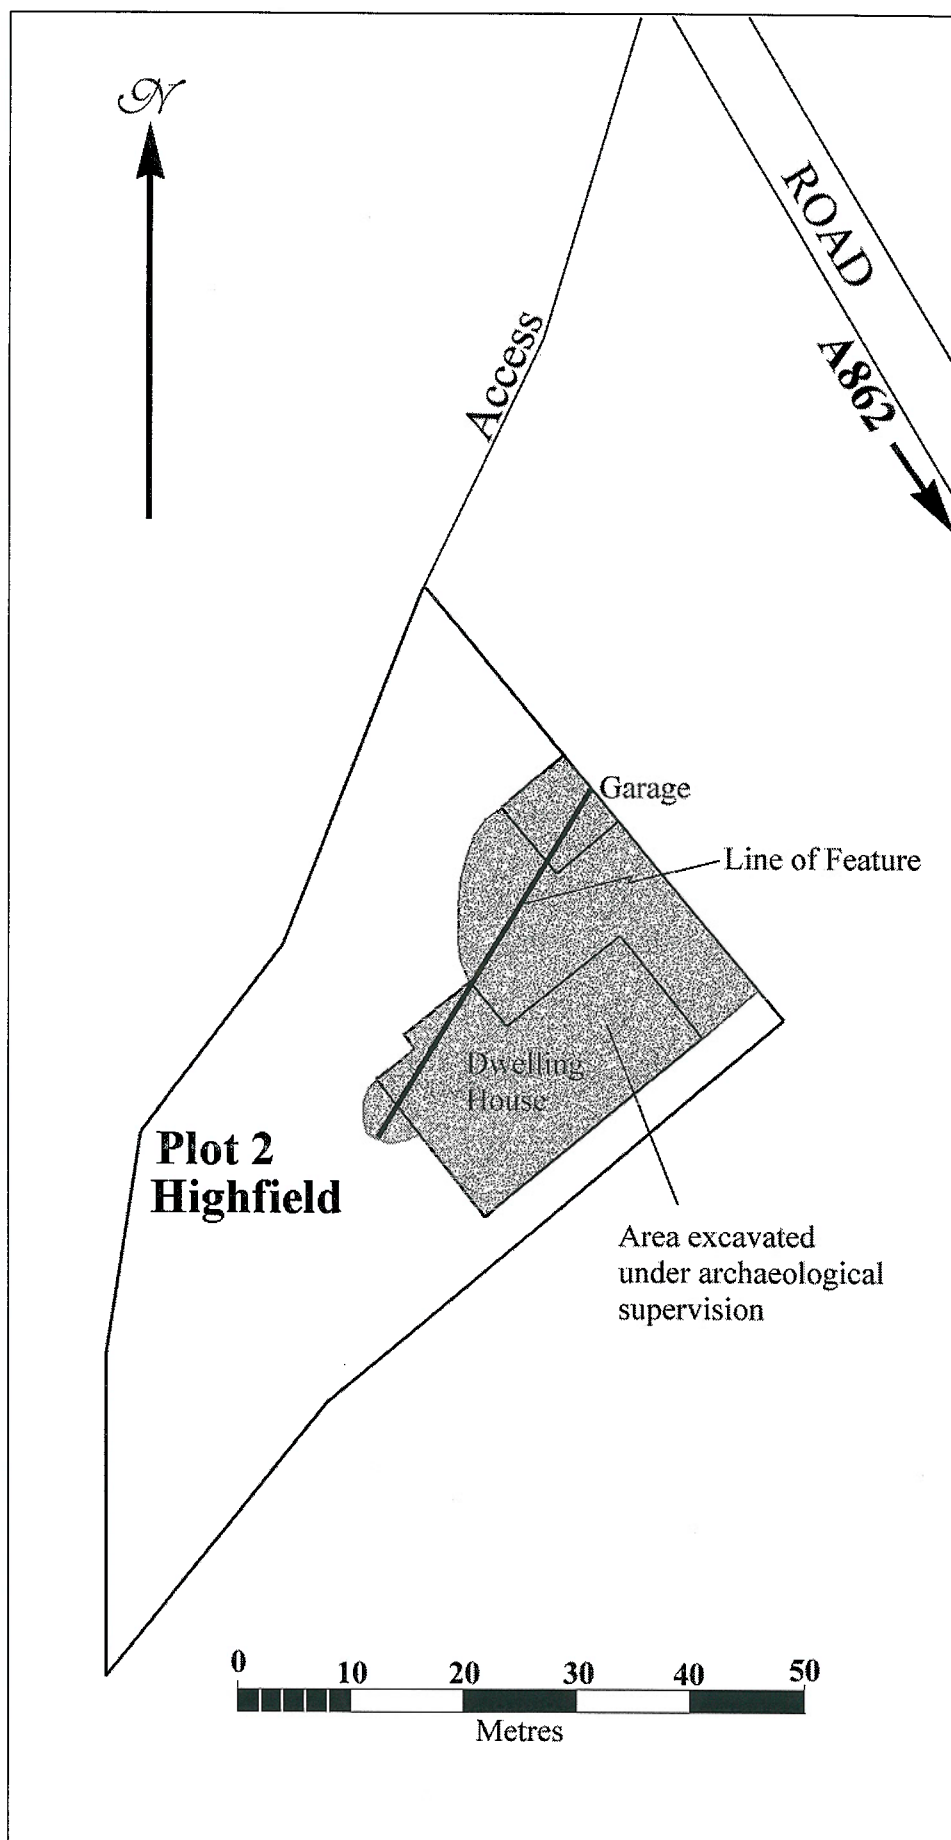 N
ROAD
A862
Access
Garage
Line of Feature
Dwelling
House
Plot 2
Highfield
Area excavated
under archaeological
supervision
0 10 20 30 40 50
Metres